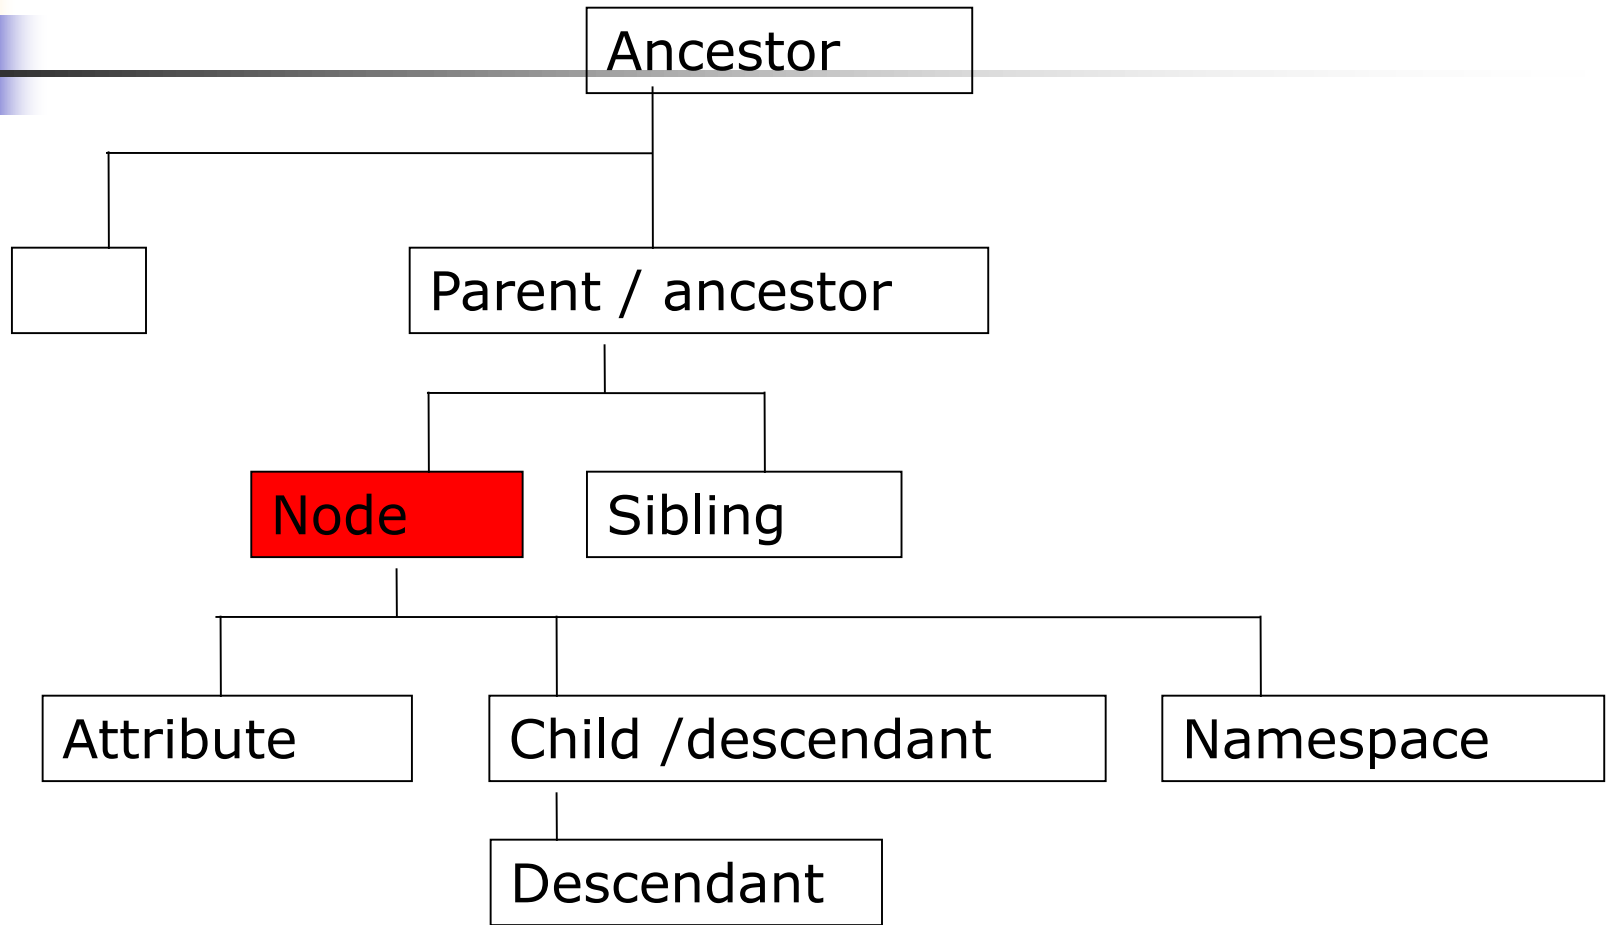 Ancestor
Parent / ancestor
Node
Sibling
Attribute
Child /descendant
Namespace
Descendant